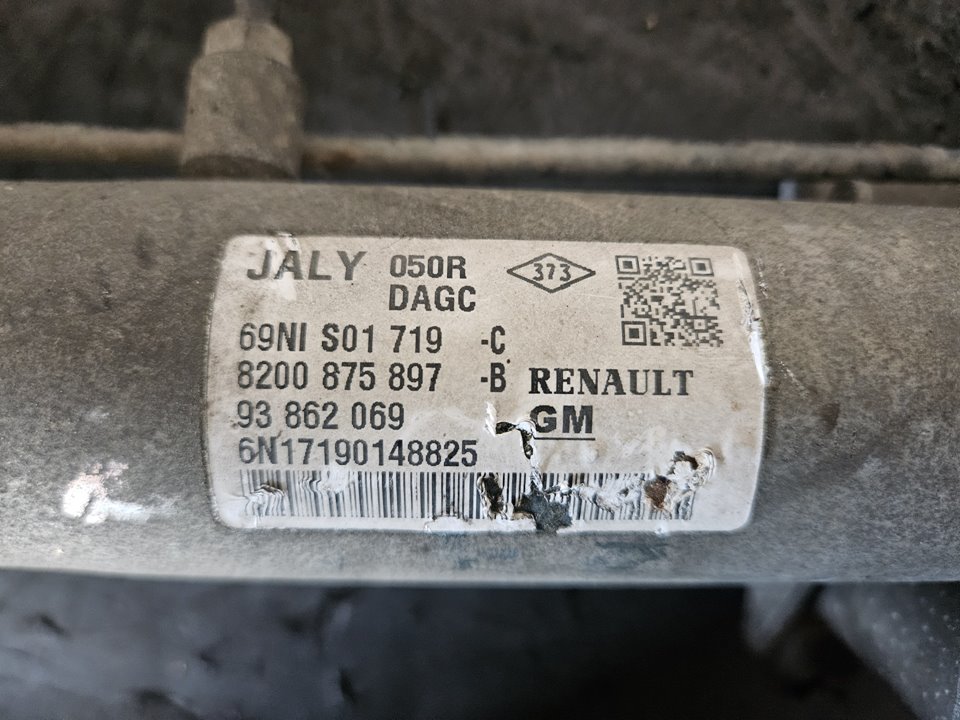 JALY 050R 373
DAGC
69NI S01 719 -C
8200 875 897 -B RENAULT
93 862 069 GM
6N17190148825